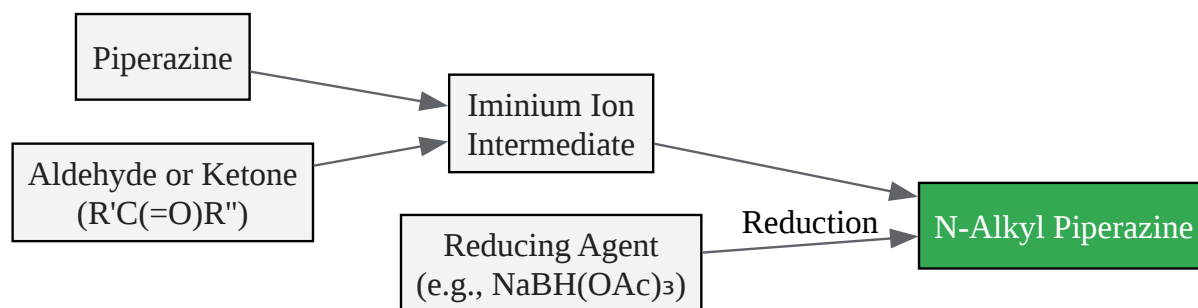 Piperazine
Aldehyde or Ketone
(R'C(=O)R")
Iminium Ion
Intermediate
Reducing Agent
(e.g., NaBH(OAc)₃)
Reduction
N-Alkyl Piperazine